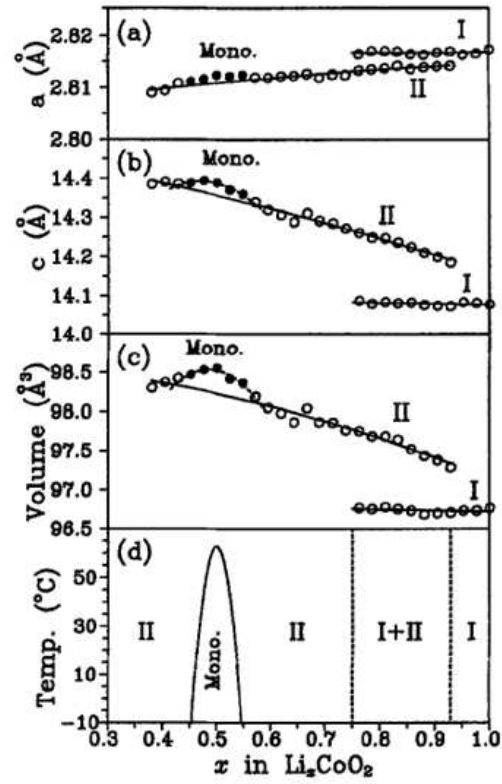 2.82
(a)
Mono.
I
2.81
II
2.80
a (Å)
(b)
Mono.
14.4
14.3
II
14.2
14.1
I
14.0
c (Å)
(c)
Mono.
98.5
98.0
II
97.5
97.0
I
96.5
Volume (Å³)
(d)
50
II
Mono.
II
I+II
I
30
10
-10
Temp. (°C)
0.3 0.4 0.5 0.6 0.7 0.8 0.9 1.0
x in LiₓCoO₂